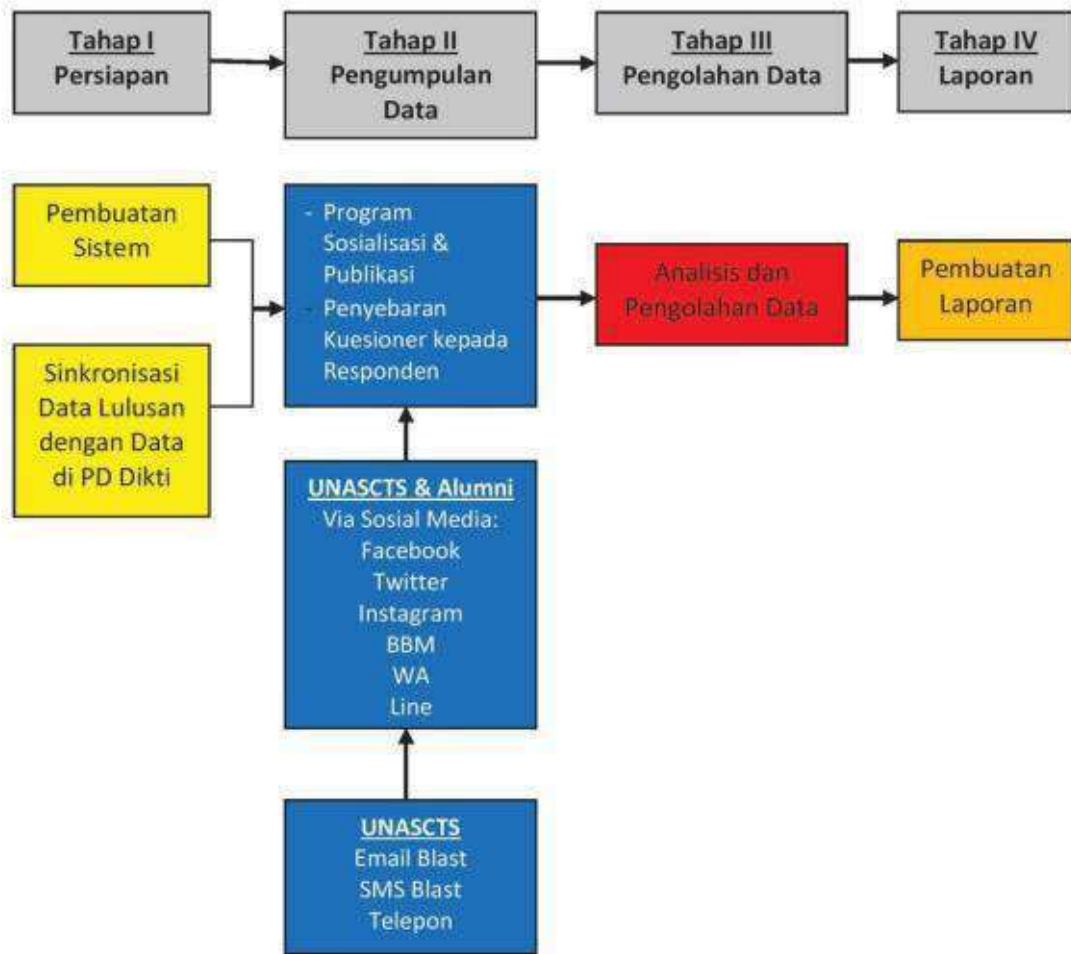 Tahap I
Persiapan
Tahap II
Pengumpulan
Data
Tahap III
Pengolahan Data
Tahap IV
Laporan
Pembuatan
Sistem
Sinkronisasi
Data Lulusan
dengan Data
di PD Dikti
- Program
Sosialisasi &
Publikasi
- Penyebaran
Kuesioner kepada
Responden
Analisis dan
Pengolahan Data
Pembuatan
Laporan
UNASCTS & Alumni
Via Sosial Media:
Facebook
Twitter
Instagram
BBM
WA
Line
UNASCTS
Email Blast
SMS Blast
Telepon